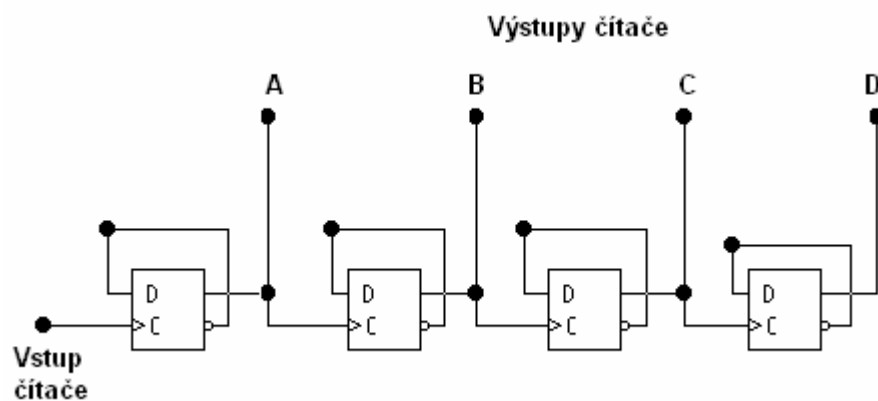 Výstupy čítače
A B C D
D D D D
C C C C
Vstup
čítače